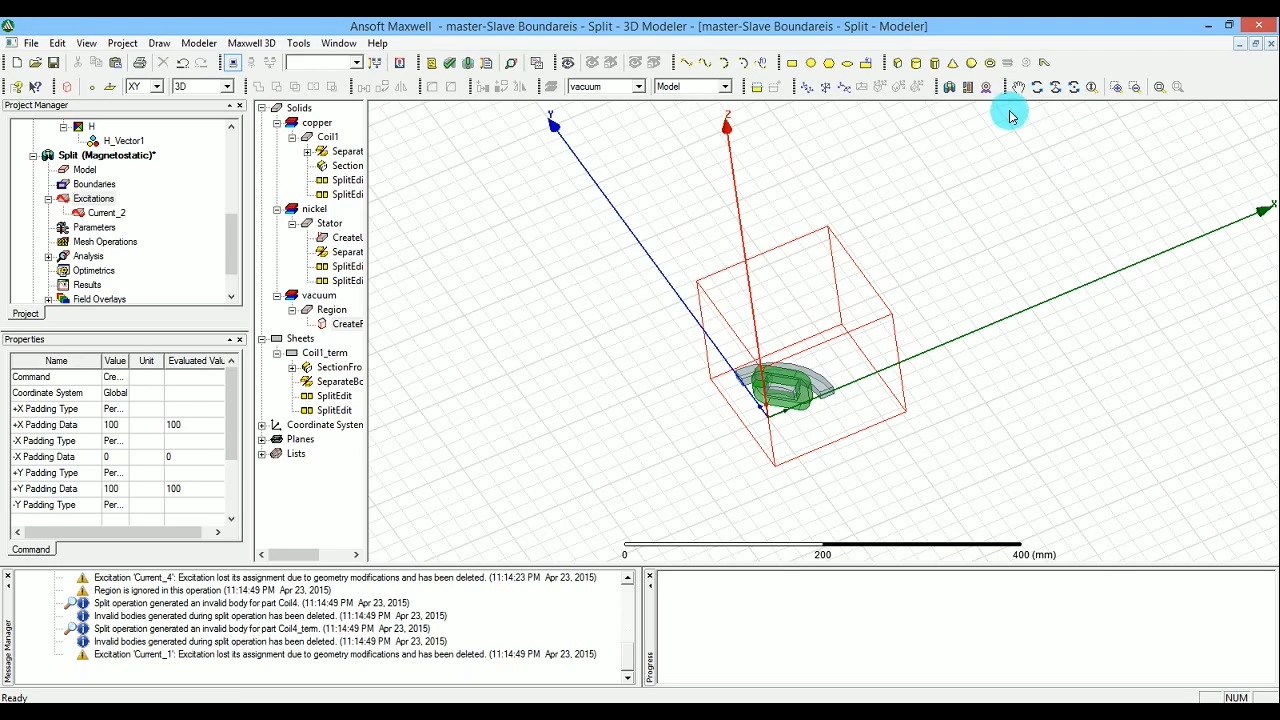 Ansoft Maxwell - master-Slave Boundareis - Split - 3D Modeler - [master-Slave Boundareis - Split - Modeler]
File Edit View Project Draw Modeler Maxwell 3D Tools Window Help
XY 3D vacuum Model
Project Manager
H
H_Vector1
Split (Magnetostatic)*
Model
Boundaries
Excitations
Current_2
Parameters
Mesh Operations
Analysis
Optimetrics
Results
Field Overlays
Project
Properties
Name Value Unit Evaluated Valu
Command Cre...
Coordinate System Global
+X Padding Type Per...
+X Padding Data 100 100
-X Padding Type Per...
-X Padding Data 0 0
+Y Padding Type Per...
+Y Padding Data 100 100
-Y Padding Type Per...
Command
Solids
copper
Coil1
Separat
Section
SplitEdi
SplitEdi
nickel
Stator
CreateU
Separat
SplitEdi
SplitEdi
vacuum
Region
CreateF
Sheets
Coil1_term
SectionFro
SeparateBo
SplitEdit
SplitEdit
Coordinate System
Planes
Lists
Y
Z
X
0 200 400 (mm)
Message Manager
Excitation 'Current_4': Excitation lost its assignment due to geometry modifications and has been deleted. (11:14:23 PM Apr 23, 2015)
Region is ignored in this operation (11:14:49 PM Apr 23, 2015)
Split operation generated an invalid body for part Coil4. (11:14:49 PM Apr 23, 2015)
Invalid bodies generated during split operation has been deleted. (11:14:49 PM Apr 23, 2015)
Split operation generated an invalid body for part Coil4_term. (11:14:49 PM Apr 23, 2015)
Invalid bodies generated during split operation has been deleted. (11:14:49 PM Apr 23, 2015)
Excitation 'Current_1': Excitation lost its assignment due to geometry modifications and has been deleted. (11:14:49 PM Apr 23, 2015)
Progress
Ready
NUM